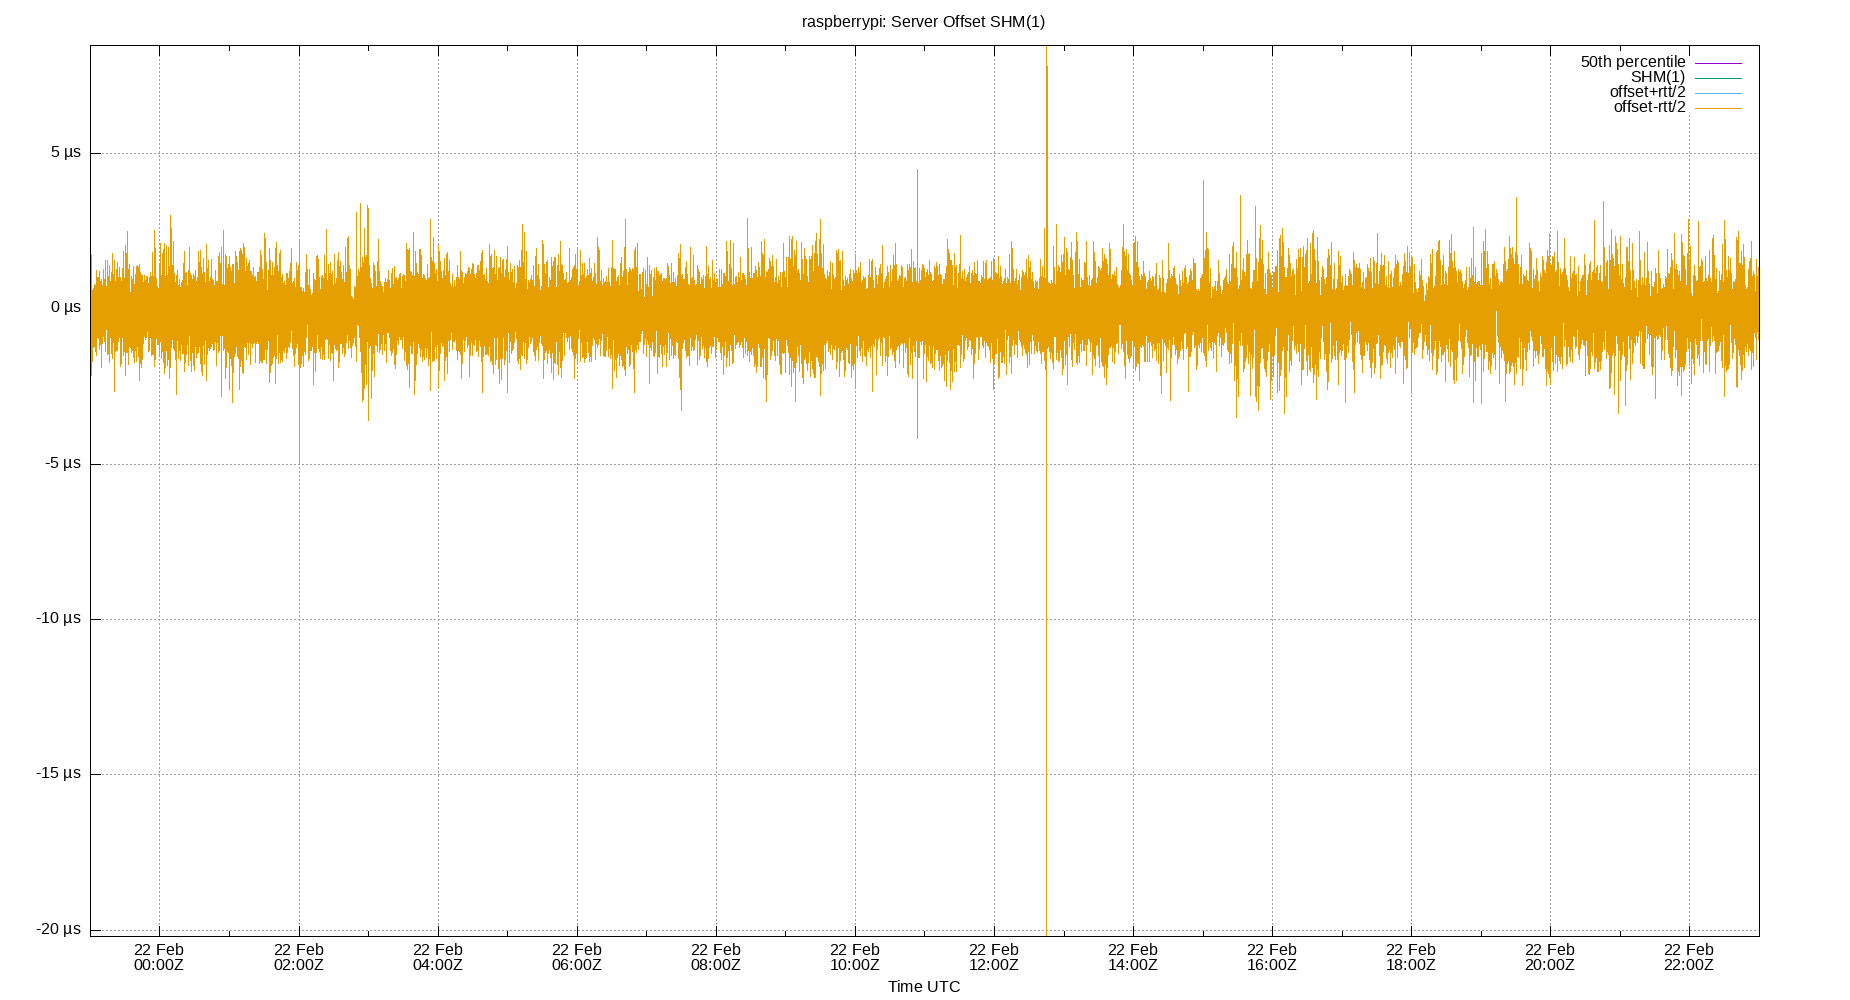 raspberrypi: Server Offset SHM(1)
50th percentile
SHM(1)
offset+rtt/2
offset-rtt/2
5 µs
0 µs
-5 µs
-10 µs
-15 µs
-20 µs
22 Feb 22 Feb 22 Feb 22 Feb 22 Feb 22 Feb 22 Feb 22 Feb 22 Feb 22 Feb 22 Feb 22 Feb
00:00Z 02:00Z 04:00Z 06:00Z 08:00Z 10:00Z 12:00Z 14:00Z 16:00Z 18:00Z 20:00Z 22:00Z
Time UTC